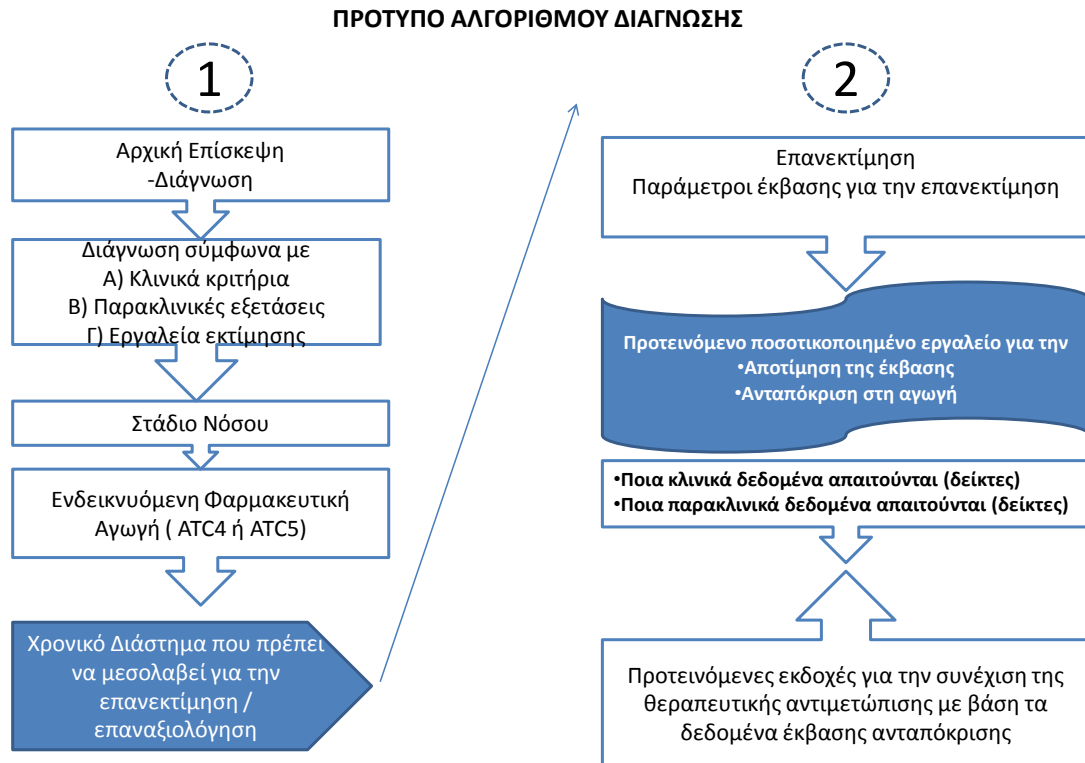 ΠΡΟΤΥΠΟ ΑΛΓΟΡΙΘΜΟΥ ΔΙΑΓΝΩΣΗΣ
1
Αρχική Επίσκεψη
-Διάγνωση
Διάγνωση σύμφωνα με
Α) Κλινικά κριτήρια
Β) Παρακλινικές εξετάσεις
Γ) Εργαλεία εκτίμησης
Στάδιο Νόσου
Ενδεικνυόμενη Φαρμακευτική
Αγωγή ( ATC4 ή ATC5)
Χρονικό Διάστημα που πρέπει
να μεσολαβεί για την
επανεκτίμηση /
επαναξιολόγηση
2
Επανεκτίμηση
Παράμετροι έκβασης για την επανεκτίμηση
Προτεινόμενο ποσοτικοποιημένο εργαλείο για την
•Αποτίμηση της έκβασης
•Ανταπόκριση στη αγωγή
•Ποια κλινικά δεδομένα απαιτούνται (δείκτες)
•Ποια παρακλινικά δεδομένα απαιτούνται (δείκτες)
Προτεινόμενες εκδοχές για την συνέχιση της
θεραπευτικής αντιμετώπισης με βάση τα
δεδομένα έκβασης ανταπόκρισης